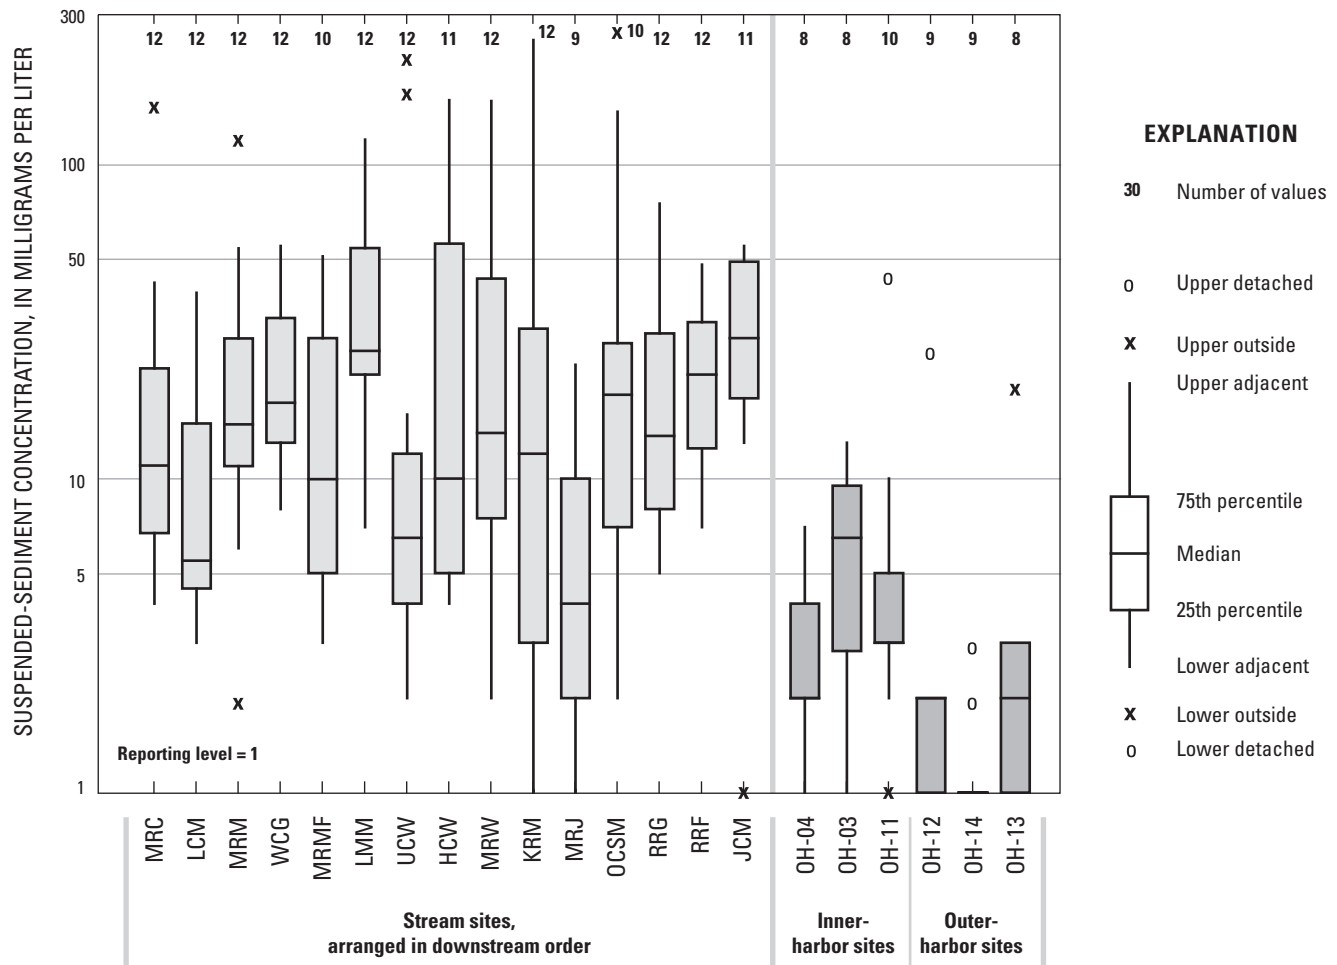 SUSPENDED-SEDIMENT CONCENTRATION, IN MILLIGRAMS PER LITER
300
100
50
10
5
1
12 12 12 12 10 12 12 11 12 12 9 10 12 12 11 8 8 10 9 9 8
Reporting level = 1
MRC
LCM
MRM
WCG
MRMF
LMM
UCW
HCW
MRW
KRM
MRJ
OCSM
RRG
RRF
JCM
OH-04
OH-03
OH-11
OH-12
OH-14
OH-13
Stream sites,
arranged in downstream order
Inner-
harbor sites
Outer-
harbor sites
EXPLANATION
30 Number of values
o Upper detached
x Upper outside
Upper adjacent
75th percentile
Median
25th percentile
Lower adjacent
x Lower outside
o Lower detached